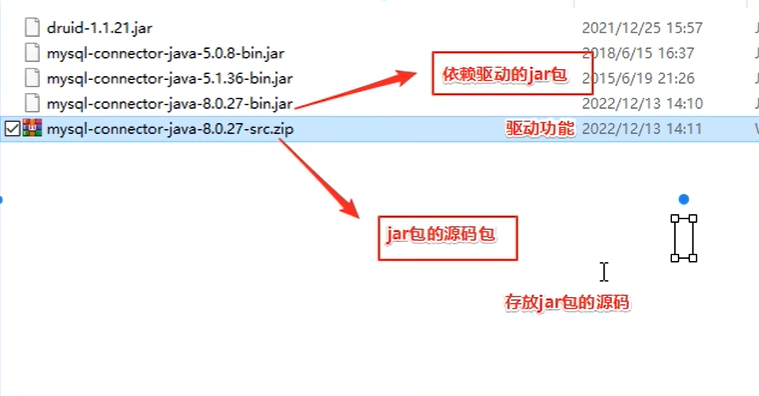 druid-1.1.21.jar 2021/12/25 15:57
mysql-connector-java-5.0.8-bin.jar 2018/6/15 16:37
mysql-connector-java-5.1.36-bin.jar 2015/6/19 21:26
mysql-connector-java-8.0.27-bin.jar 2022/12/13 14:10
mysql-connector-java-8.0.27-src.zip 驱动功能 2022/12/13 14:11
依赖驱动的jar包
jar包的源码包
存放jar包的源码